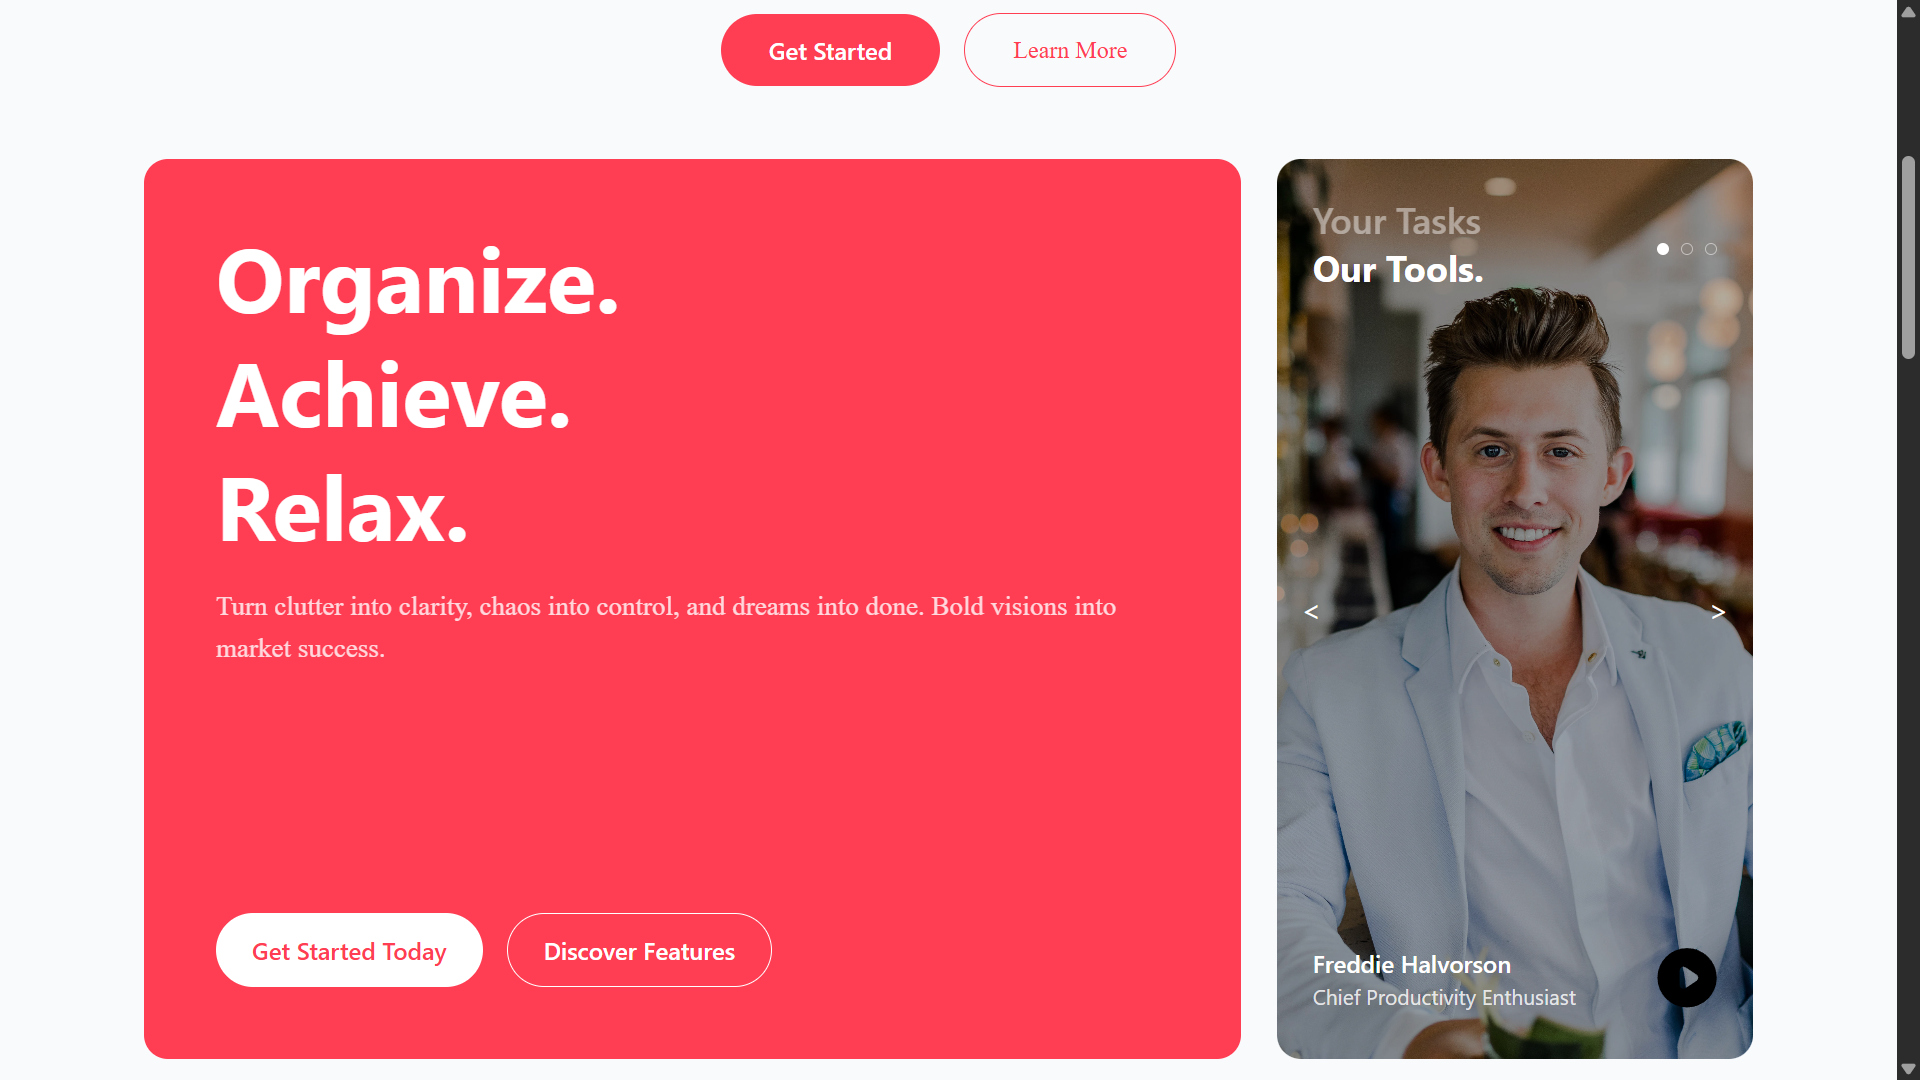 Get Started
Learn More
Organize.
Achieve.
Relax.
Turn clutter into clarity, chaos into control, and dreams into done. Bold visions into
market success.
Get Started Today
Discover Features
Your Tasks
Our Tools.
<
>
Freddie Halvorson
Chief Productivity Enthusiast